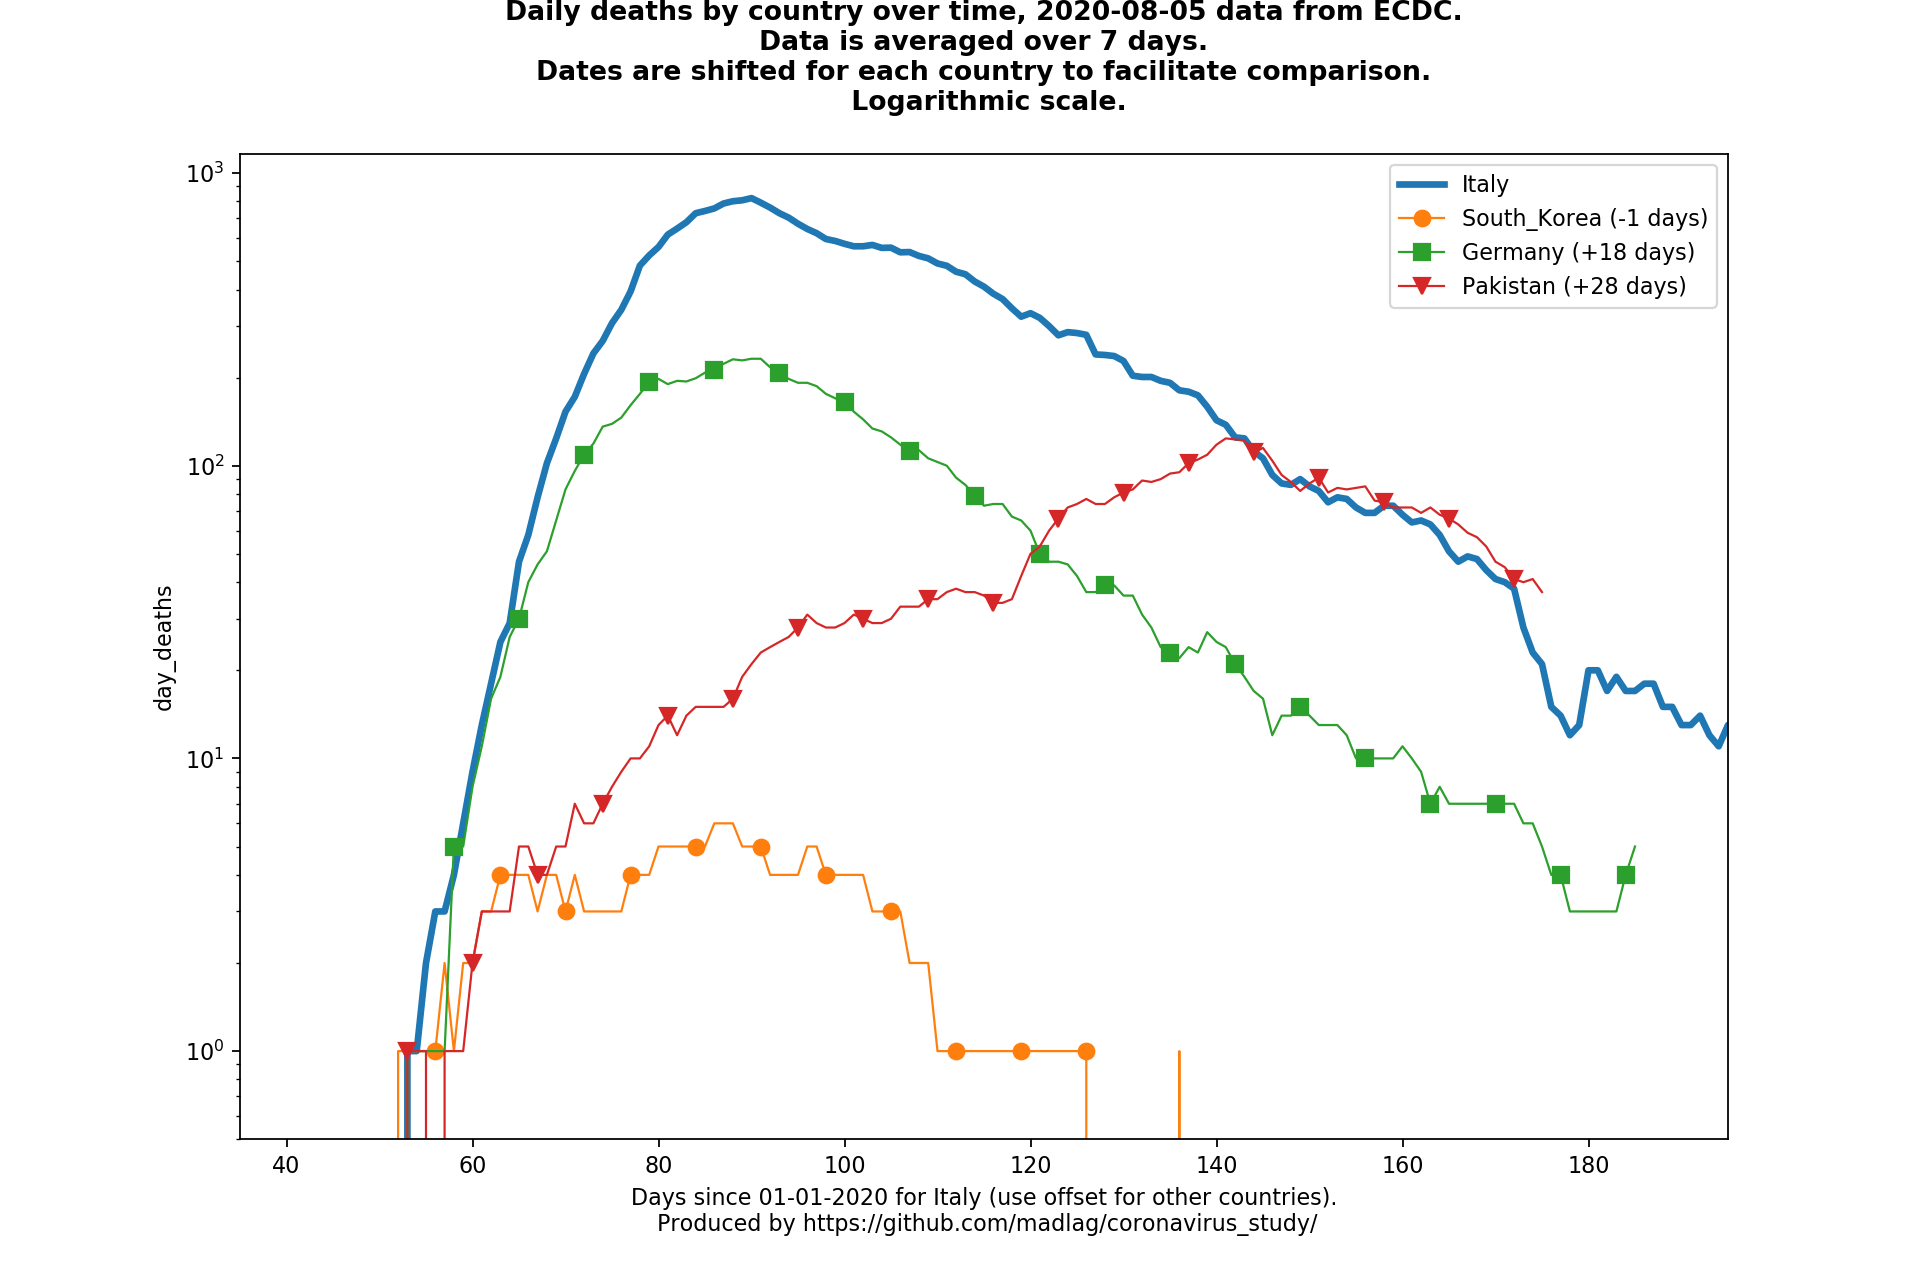 Daily deaths by country over time, 2020-08-05 data from ECDC.
Data is averaged over 7 days.
Dates are shifted for each country to facilitate comparison.
Logarithmic scale.
10³
10²
10¹
10⁰
day_deaths
Italy
South_Korea (-1 days)
Germany (+18 days)
Pakistan (+28 days)
40 60 80 100 120 140 160 180
Days since 01-01-2020 for Italy (use offset for other countries).
Produced by https://github.com/madlag/coronavirus_study/